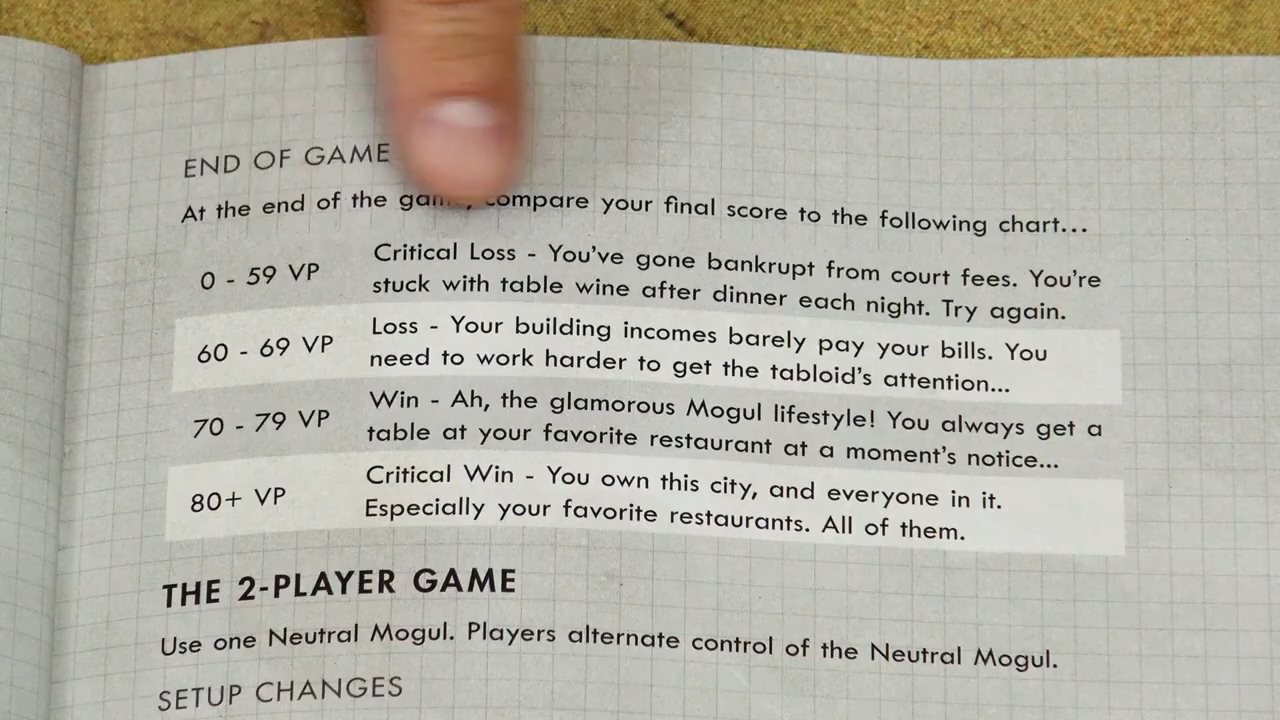 END OF GAME
At the end of the compare your final score to the following chart...
0 - 59 VP
Critical Loss - You've gone bankrupt from court fees. You're
stuck with table wine after dinner each night. Try again.
60 - 69 VP
Loss - Your building incomes barely pay your bills. You
need to work harder to get the tabloid's attention...
70 - 79 VP
Win - Ah, the glamorous Mogul lifestyle! You always get a
table at your favorite restaurant at a moment's notice...
80+ VP
Critical Win - You own this city, and everyone in it.
Especially your favorite restaurants. All of them.
THE 2-PLAYER GAME
Use one Neutral Mogul. Players alternate control of the Neutral Mogul.
SETUP CHANGES